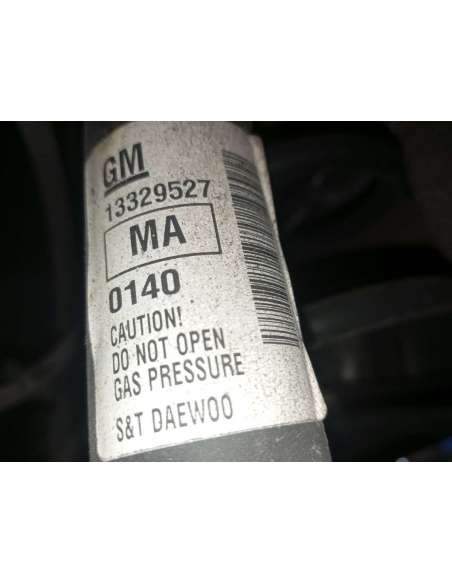 GM
13329527
MA
0140
CAUTION!
DO NOT OPEN
GAS PRESSURE
S&T DAEWOO